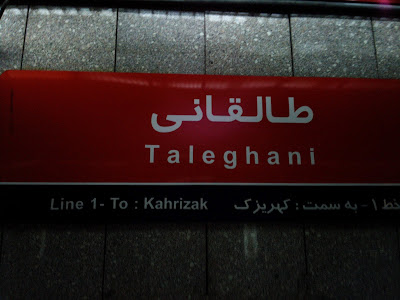 طالقانی
Taleghani
Line 1- To : Kahrizak خط ۱ - به سمت : کهریزک